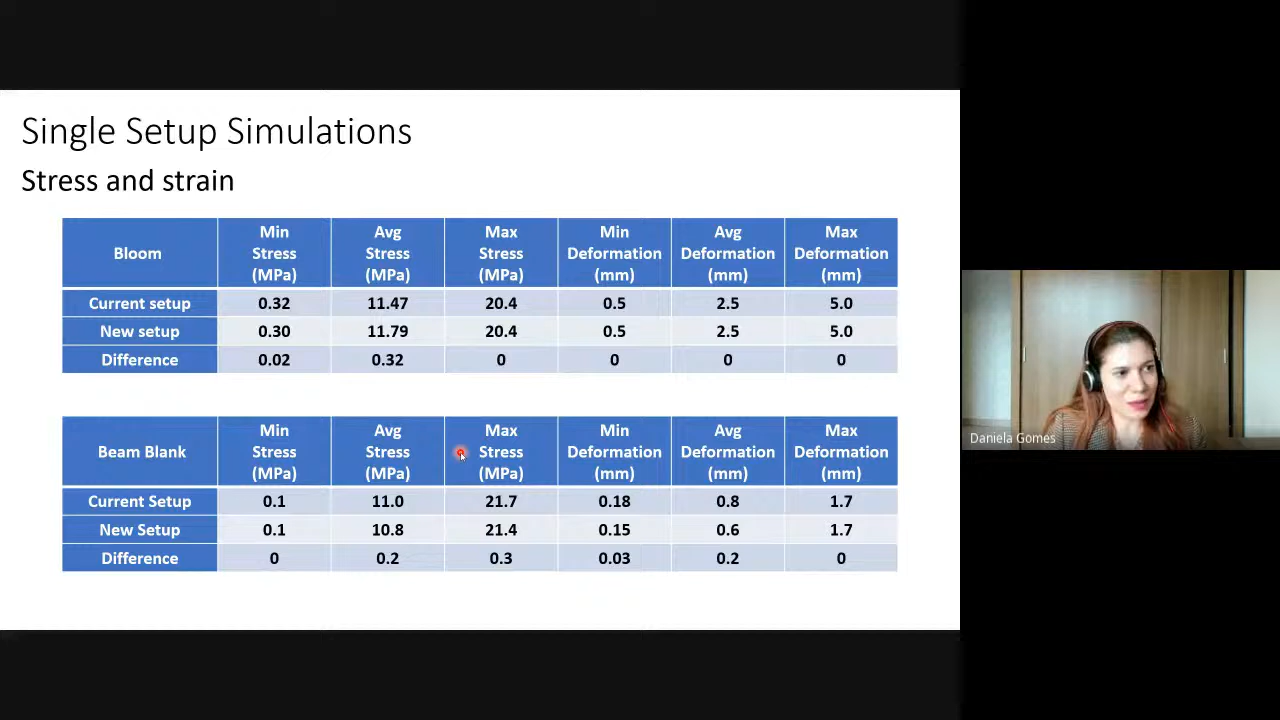 Single Setup Simulations
Stress and strain
Bloom
Min Stress (MPa)
Avg Stress (MPa)
Max Stress (MPa)
Min Deformation (mm)
Avg Deformation (mm)
Max Deformation (mm)
Current setup 0.32 11.47 20.4 0.5 2.5 5.0
New setup 0.30 11.79 20.4 0.5 2.5 5.0
Difference 0.02 0.32 0 0 0 0
Beam Blank
Min Stress (MPa)
Avg Stress (MPa)
Max Stress (MPa)
Min Deformation (mm)
Avg Deformation (mm)
Max Deformation (mm)
Current Setup 0.1 11.0 21.7 0.18 0.8 1.7
New Setup 0.1 10.8 21.4 0.15 0.6 1.7
Difference 0 0.2 0.3 0.03 0.2 0
Daniela Gomes